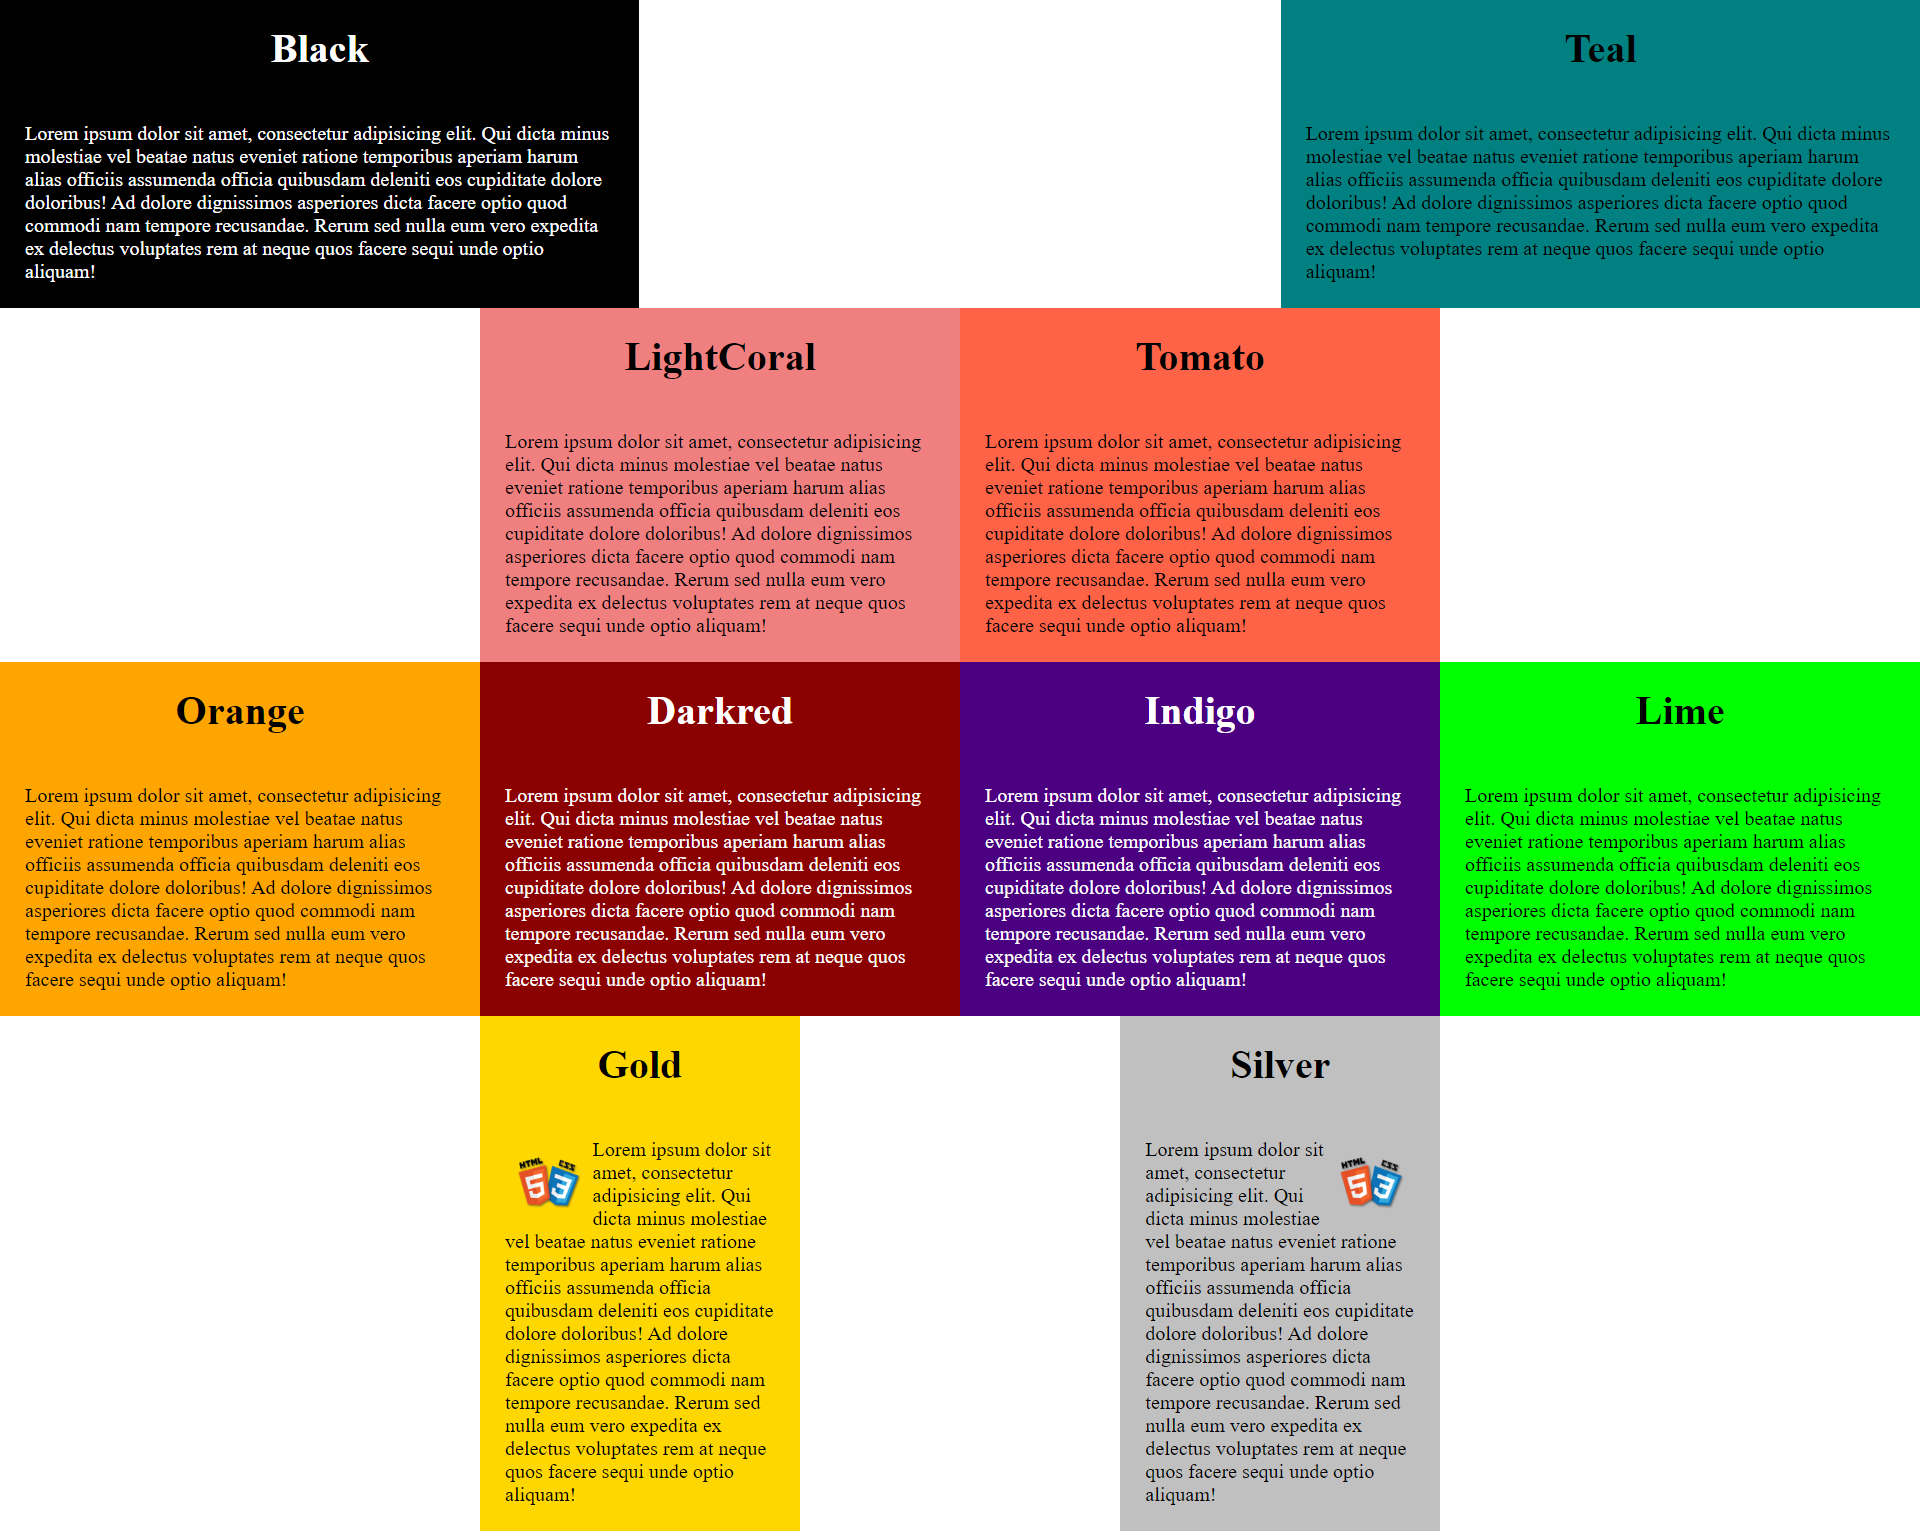 Black
Lorem ipsum dolor sit amet, consectetur adipisicing elit. Qui dicta minus
molestiae vel beatae natus eveniet ratione temporibus aperiam harum
alias officiis assumenda officia quibusdam deleniti eos cupiditate dolore
doloribus! Ad dolore dignissimos asperiores dicta facere optio quod
commodi nam tempore recusandae. Rerum sed nulla eum vero expedita
ex delectus voluptates rem at neque quos facere sequi unde optio
aliquam!
Teal
Lorem ipsum dolor sit amet, consectetur adipisicing elit. Qui dicta minus
molestiae vel beatae natus eveniet ratione temporibus aperiam harum
alias officiis assumenda officia quibusdam deleniti eos cupiditate dolore
doloribus! Ad dolore dignissimos asperiores dicta facere optio quod
commodi nam tempore recusandae. Rerum sed nulla eum vero expedita
ex delectus voluptates rem at neque quos facere sequi unde optio
aliquam!
LightCoral
Lorem ipsum dolor sit amet, consectetur adipisicing
elit. Qui dicta minus molestiae vel beatae natus
eveniet ratione temporibus aperiam harum alias
officiis assumenda officia quibusdam deleniti eos
cupiditate dolore doloribus! Ad dolore dignissimos
asperiores dicta facere optio quod commodi nam
tempore recusandae. Rerum sed nulla eum vero
expedita ex delectus voluptates rem at neque quos
facere sequi unde optio aliquam!
Tomato
Lorem ipsum dolor sit amet, consectetur adipisicing
elit. Qui dicta minus molestiae vel beatae natus
eveniet ratione temporibus aperiam harum alias
officiis assumenda officia quibusdam deleniti eos
cupiditate dolore doloribus! Ad dolore dignissimos
asperiores dicta facere optio quod commodi nam
tempore recusandae. Rerum sed nulla eum vero
expedita ex delectus voluptates rem at neque quos
facere sequi unde optio aliquam!
Orange
Lorem ipsum dolor sit amet, consectetur adipisicing
elit. Qui dicta minus molestiae vel beatae natus
eveniet ratione temporibus aperiam harum alias
officiis assumenda officia quibusdam deleniti eos
cupiditate dolore doloribus! Ad dolore dignissimos
asperiores dicta facere optio quod commodi nam
tempore recusandae. Rerum sed nulla eum vero
expedita ex delectus voluptates rem at neque quos
facere sequi unde optio aliquam!
Darkred
Lorem ipsum dolor sit amet, consectetur adipisicing
elit. Qui dicta minus molestiae vel beatae natus
eveniet ratione temporibus aperiam harum alias
officiis assumenda officia quibusdam deleniti eos
cupiditate dolore doloribus! Ad dolore dignissimos
asperiores dicta facere optio quod commodi nam
tempore recusandae. Rerum sed nulla eum vero
expedita ex delectus voluptates rem at neque quos
facere sequi unde optio aliquam!
Indigo
Lorem ipsum dolor sit amet, consectetur adipisicing
elit. Qui dicta minus molestiae vel beatae natus
eveniet ratione temporibus aperiam harum alias
officiis assumenda officia quibusdam deleniti eos
cupiditate dolore doloribus! Ad dolore dignissimos
asperiores dicta facere optio quod commodi nam
tempore recusandae. Rerum sed nulla eum vero
expedita ex delectus voluptates rem at neque quos
facere sequi unde optio aliquam!
Lime
Lorem ipsum dolor sit amet, consectetur adipisicing
elit. Qui dicta minus molestiae vel beatae natus
eveniet ratione temporibus aperiam harum alias
officiis assumenda officia quibusdam deleniti eos
cupiditate dolore doloribus! Ad dolore dignissimos
asperiores dicta facere optio quod commodi nam
tempore recusandae. Rerum sed nulla eum vero
expedita ex delectus voluptates rem at neque quos
facere sequi unde optio aliquam!
Gold
HTML CSS
5 3
Lorem ipsum dolor sit
amet, consectetur
adipisicing elit. Qui
dicta minus molestiae
vel beatae natus eveniet ratione
temporibus aperiam harum alias
officiis assumenda officia
quibusdam deleniti eos cupiditate
dolore doloribus! Ad dolore
dignissimos asperiores dicta
facere optio quod commodi nam
tempore recusandae. Rerum sed
nulla eum vero expedita ex
delectus voluptates rem at neque
quos facere sequi unde optio
aliquam!
Silver
Lorem ipsum dolor sit
amet, consectetur
adipisicing elit. Qui
dicta minus molestiae
HTML CSS
5 3
vel beatae natus eveniet ratione
temporibus aperiam harum alias
officiis assumenda officia
quibusdam deleniti eos cupiditate
dolore doloribus! Ad dolore
dignissimos asperiores dicta
facere optio quod commodi nam
tempore recusandae. Rerum sed
nulla eum vero expedita ex
delectus voluptates rem at neque
quos facere sequi unde optio
aliquam!